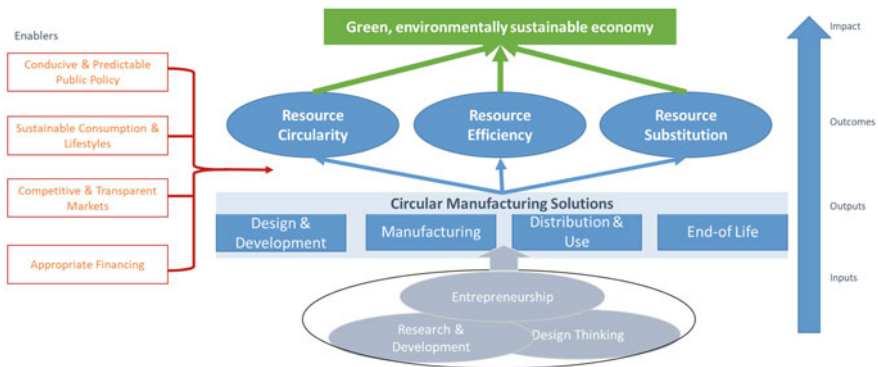 Green, environmentally sustainable economy
Impact
Enablers
Conducive & Predictable
Public Policy
Sustainable Consumption &
Lifestyles
Competitive & Transparent
Markets
Appropriate Financing
Resource
Circularity
Resource
Efficiency
Resource
Substitution
Outcomes
Circular Manufacturing Solutions
Design &
Development
Manufacturing
Distribution &
Use
End-of Life
Outputs
Inputs
Entrepreneurship
Research &
Development
Design Thinking